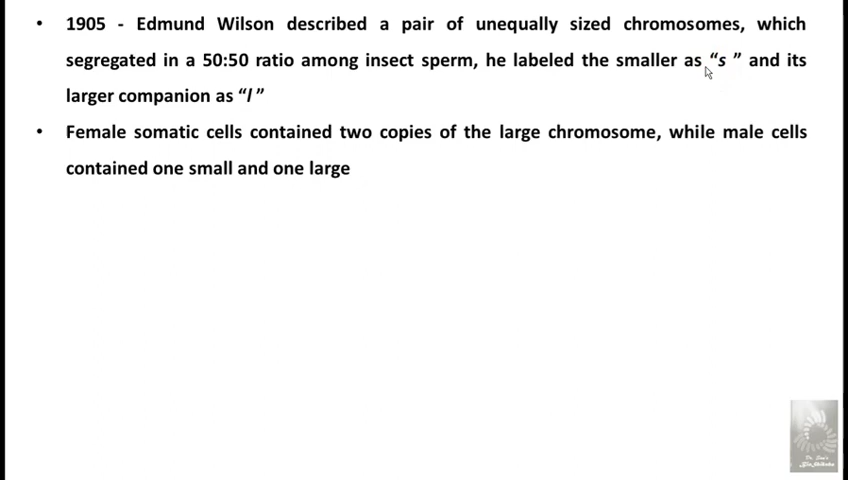 • 1905 - Edmund Wilson described a pair of unequally sized chromosomes, which
segregated in a 50:50 ratio among insect sperm, he labeled the smaller as “s ” and its
larger companion as “l ”
• Female somatic cells contained two copies of the large chromosome, while male cells
contained one small and one large